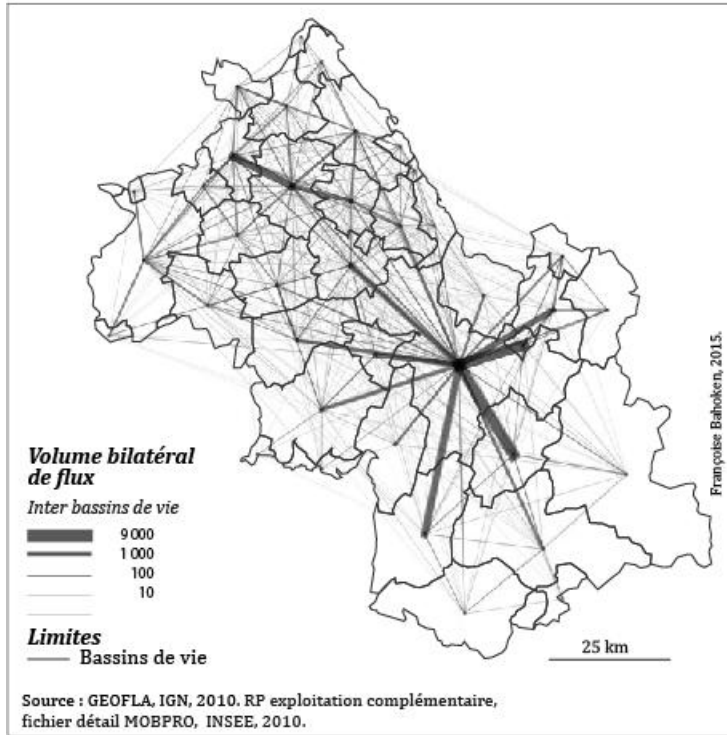 Françoise Bahoken, 2015.
Volume bilatéral
de flux
Inter bassins de vie
9 000
1 000
100
10
Limites
Bassins de vie
25 km
Source : GEOFLA, IGN, 2010. RP exploitation complémentaire,
fichier détail MOBPRO, INSEE, 2010.